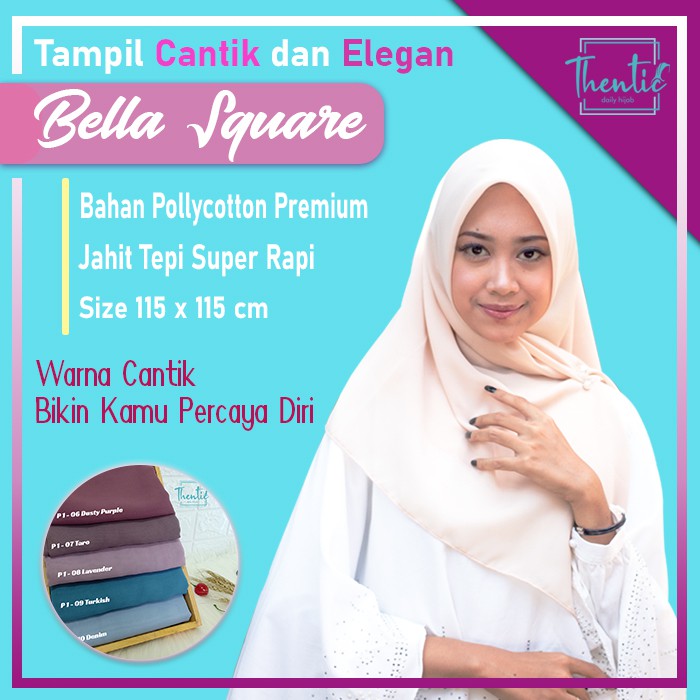 Tampil Cantik dan Elegan
Thentic
daily hijab
Bella Square
Bahan Pollycotton Premium
Jahit Tepi Super Rapi
Size 115 x 115 cm
Warna Cantik
Bikin Kamu Percaya Diri
Thentic
P1 - 06 Dusty Purple
P1 - 07 Taro
P1 - 08 Lavender
P1 - 09 Turkish
10 Denim